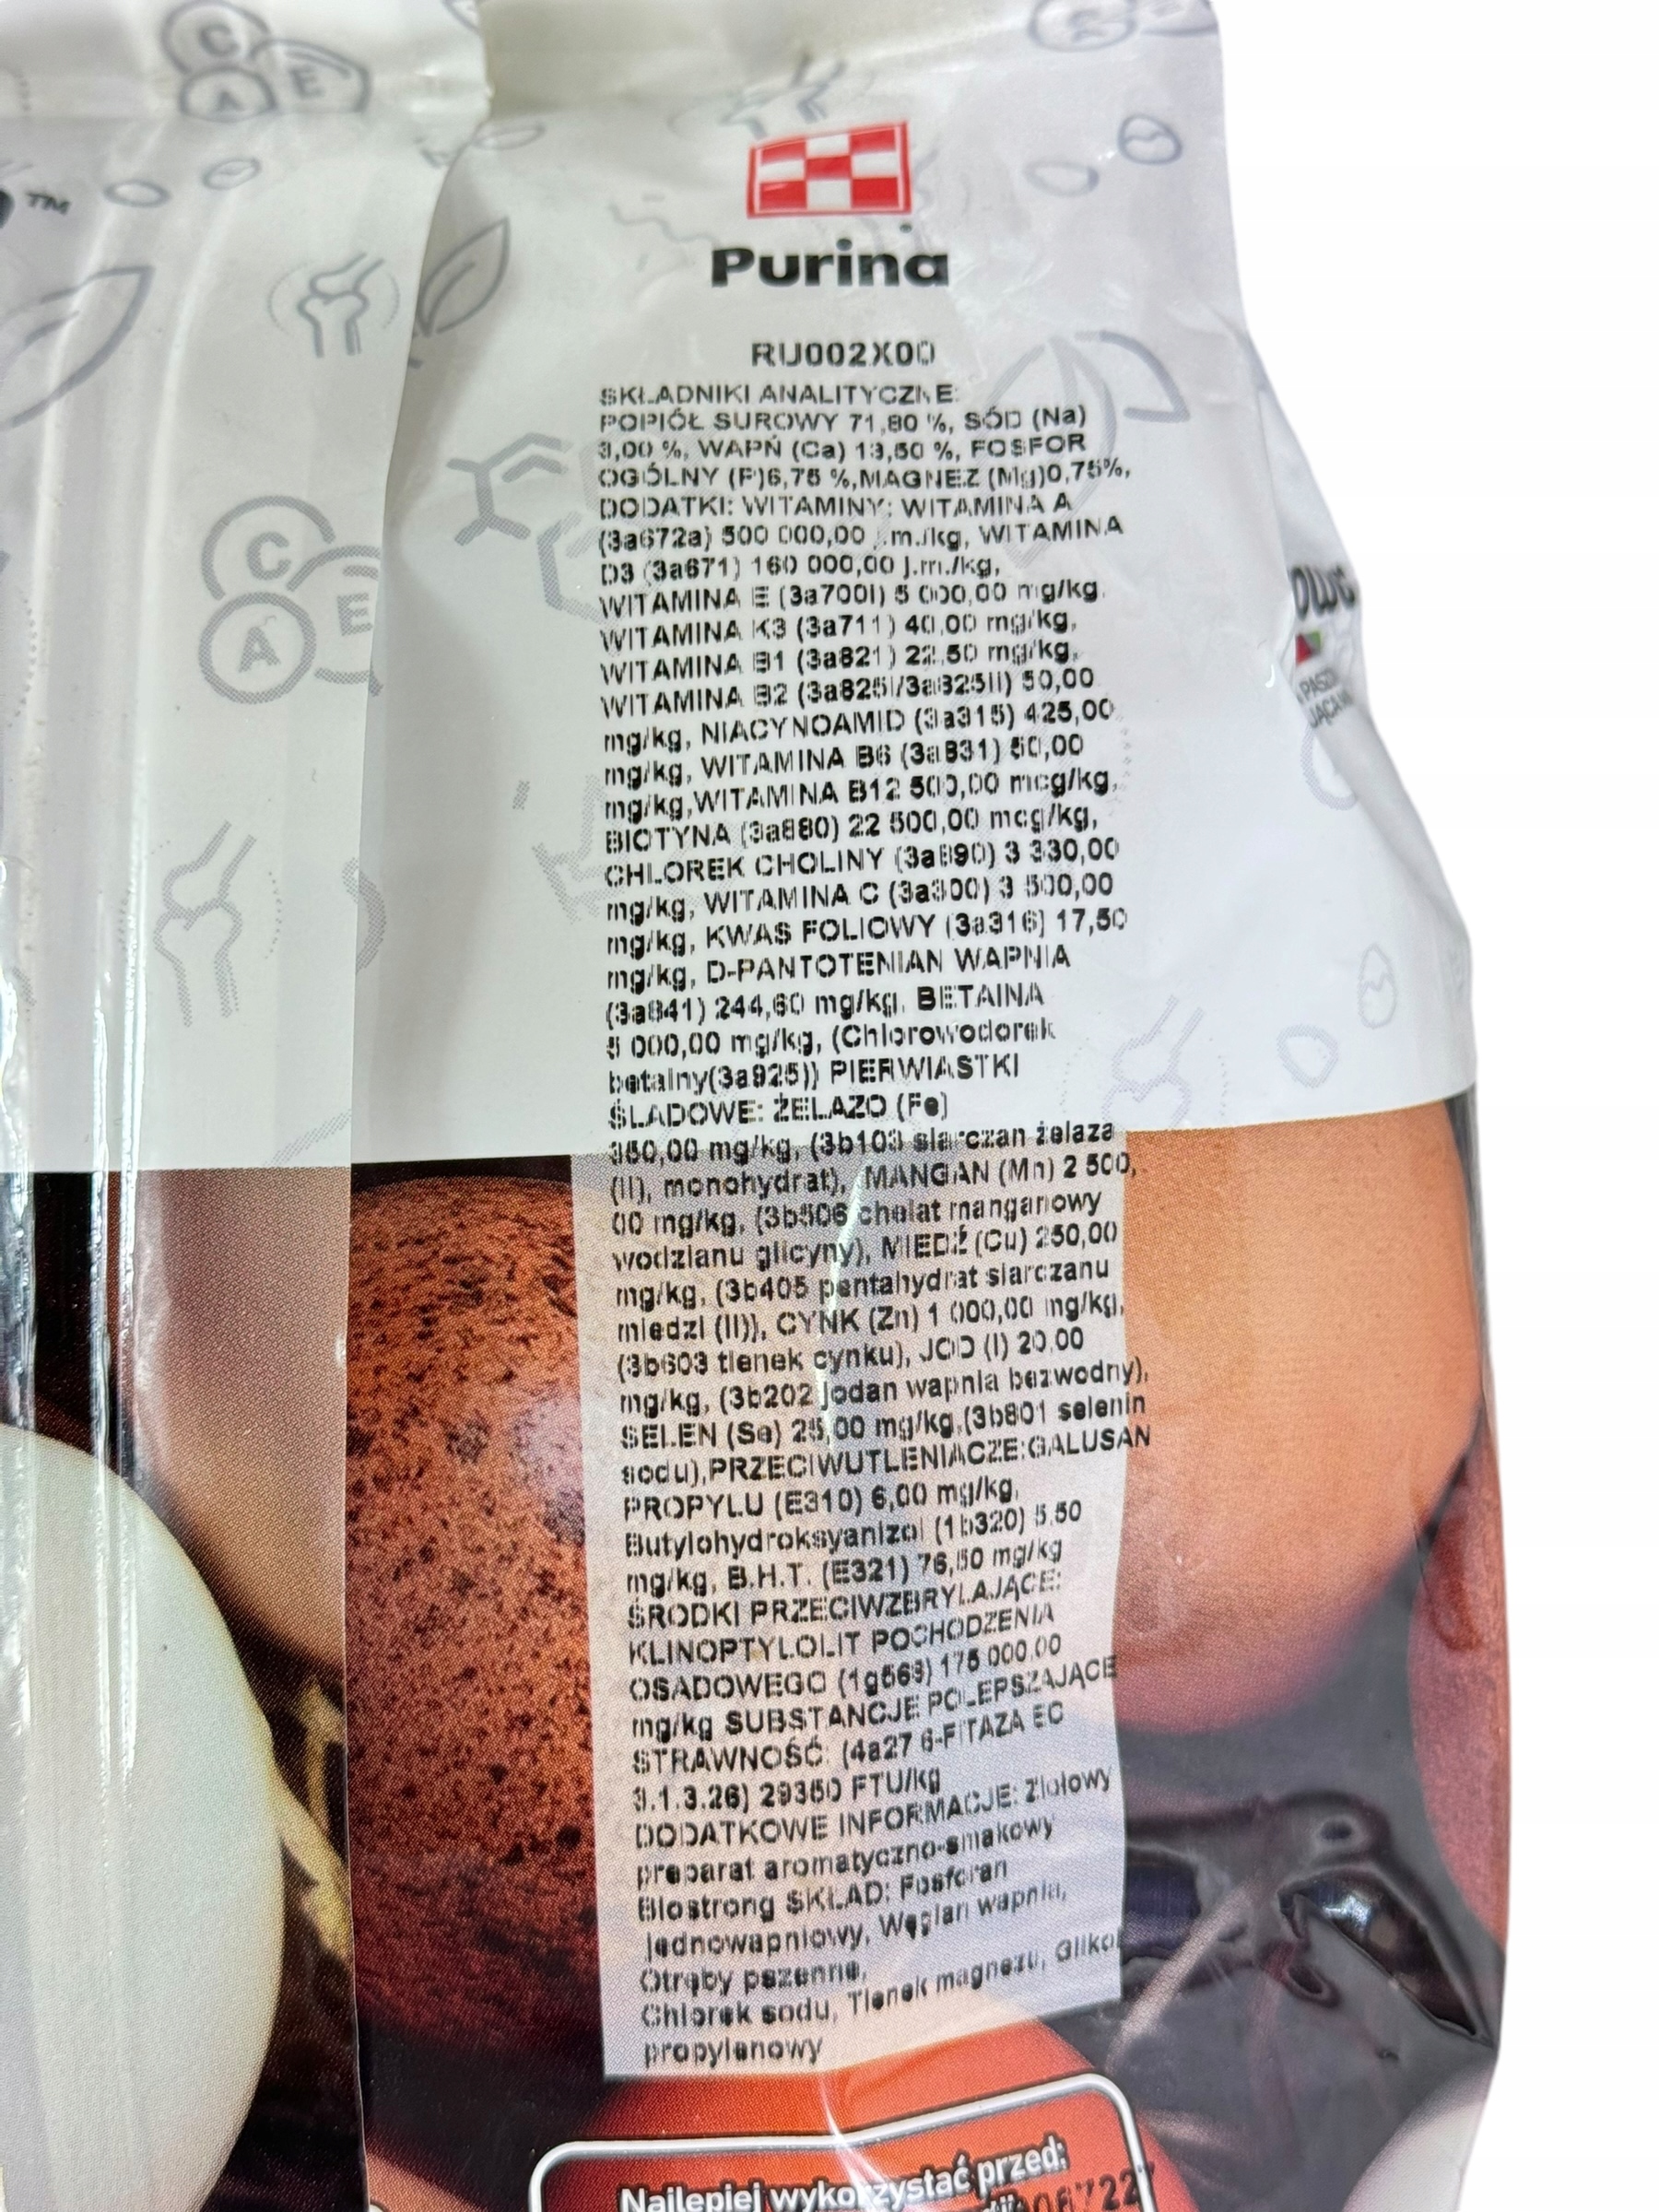 C
A
E
TM
Purina
RU002X00
SKŁADNIKI ANALITYCZNE:
POPIÓŁ SUROWY 71,80 %, SÓD (Na)
3,00 %, WAPŃ (Ca) 13,50 %, FOSFOR
OGÓLNY (P)6,75 %,MAGNEZ (Mg)0,75%,
DODATKI: WITAMINY: WITAMINA A
(3a672a) 500 000,00 j.m./kg, WITAMINA
D3 (3a671) 160 000,00 j.m./kg,
WITAMINA E (3a700i) 5 000,00 mg/kg,
WITAMINA K3 (3a711) 40,00 mg/kg,
WITAMINA B1 (3a821) 22,50 mg/kg,
WITAMINA B2 (3a825i/3a825ii) 50,00
mg/kg, NIACYNOAMID (3a315) 425,00
mg/kg, WITAMINA B6 (3a831) 50,00
mg/kg,WITAMINA B12 500,00 mcg/kg,
BIOTYNA (3a880) 22 500,00 mcg/kg,
CHLOREK CHOLINY (3a890) 3 330,00
mg/kg, WITAMINA C (3a300) 3 500,00
mg/kg, KWAS FOLIOWY (3a316) 17,50
mg/kg, D-PANTOTENIAN WAPNIA
(3a841) 244,60 mg/kg, BETAINA
5 000,00 mg/kg, (Chlorowodorek
betainy(3a925)) PIERWIASTKI
ŚLADOWE: ŻELAZO (Fe)
350,00 mg/kg, (3b103 siarczan żelaza
(II), monohydrat), MANGAN (Mn) 2 500,
00 mg/kg, (3b506 chelat manganowy
wodzianu glicyny), MIEDŹ (Cu) 250,00
mg/kg, (3b405 pentahydrat siarczanu
miedzi (II)), CYNK (Zn) 1 000,00 mg/kg,
(3b603 tlenek cynku), JOD (I) 20,00
mg/kg, (3b202 jodan wapnia bezwodny),
SELEN (Se) 25,00 mg/kg,(3b801 selenin
sodu),PRZECIWUTLENIACZE:GALUSAN
PROPYLU (E310) 6,00 mg/kg,
Butylohydroksyanizol (1b320) 5,50
mg/kg, B.H.T. (E321) 76,50 mg/kg
ŚRODKI PRZECIWZBRYLAJĄCE:
KLINOPTYLOLIT POCHODZENIA
OSADOWEGO (1g568) 175 000,00
mg/kg SUBSTANCJE POLEPSZAJĄCE
STRAWNOŚĆ: (4a27 6-FITAZA EC
3.1.3.26) 29350 FTU/kg
DODATKOWE INFORMACJE: Ziołowy
preparat aromatyczno-smakowy
Biostrong SKŁAD: Fosforan
jednowapniowy, Węglan wapnia,
Otręby pszenne,
Chlorek sodu, Tlenek magnezu, Glikol
propylenowy
Najlepiej wykorzystać przed: